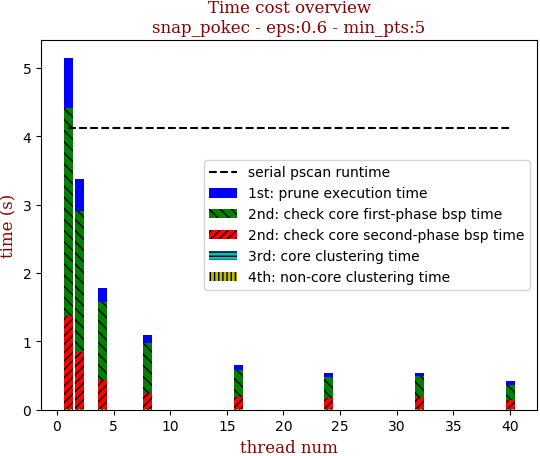 Time cost overview
snap_pokec - eps:0.6 - min_pts:5
time (s)
5
4
3
2
1
0
serial pscan runtime
1st: prune execution time
2nd: check core first-phase bsp time
2nd: check core second-phase bsp time
3rd: core clustering time
4th: non-core clustering time
0 5 10 15 20 25 30 35 40
thread num